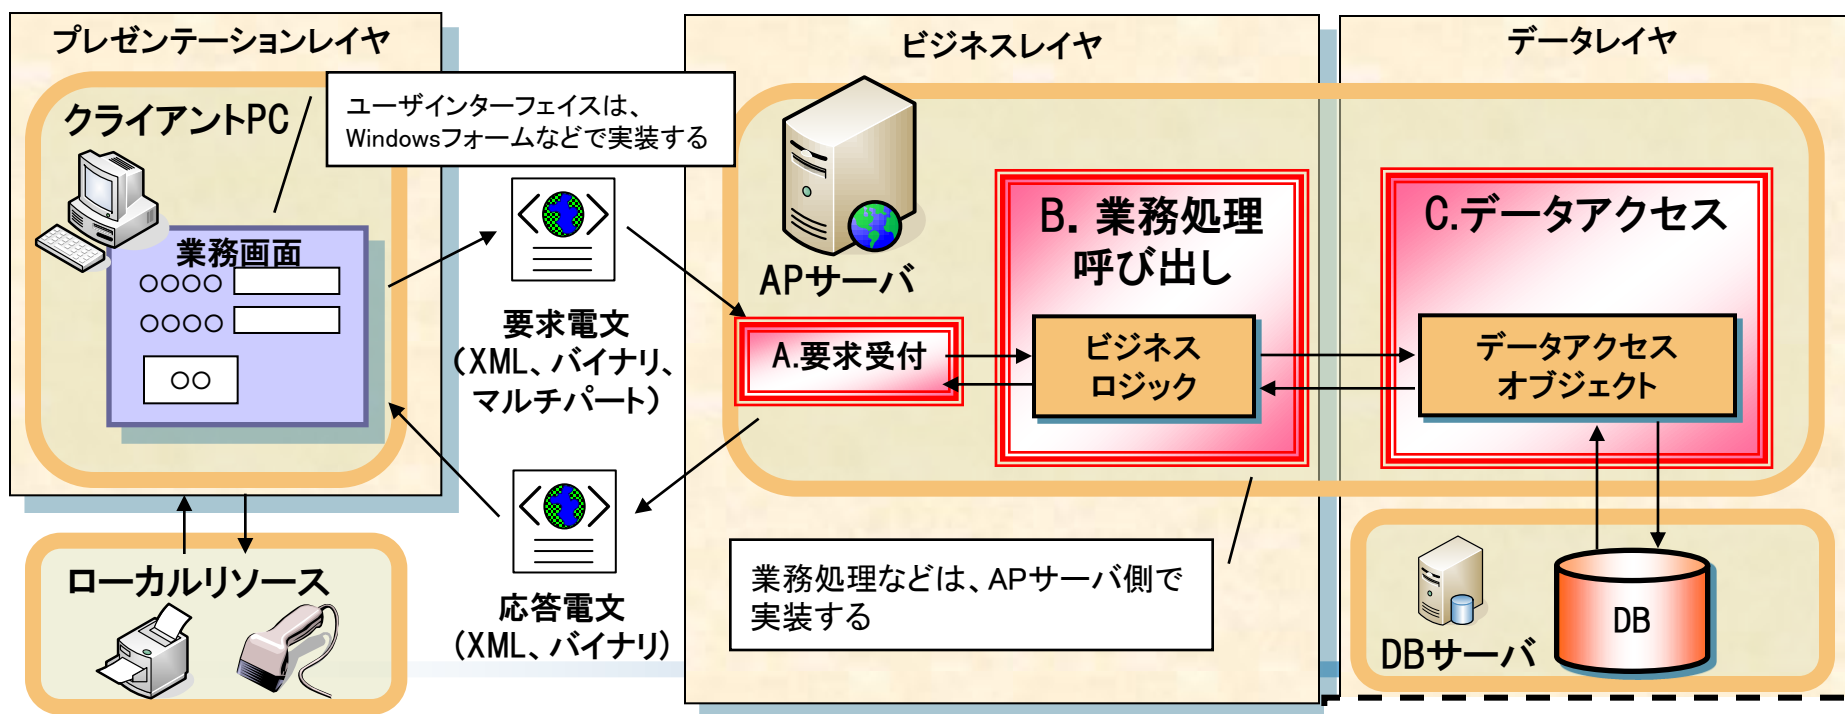 プレゼンテーションレイヤ
クライアントPC
ユーザインターフェイスは、
Windowsフォームなどで実装する
業務画面
○○○○
○○○○
○○
ローカルリソース
要求電文
（XML、バイナリ、
マルチパート）
応答電文
（XML、バイナリ）
ビジネスレイヤ
APサーバ
A.要求受付
B．業務処理
呼び出し
ビジネス
ロジック
業務処理などは、APサーバ側で
実装する
データレイヤ
C.データアクセス
データアクセス
オブジェクト
DBサーバ
DB